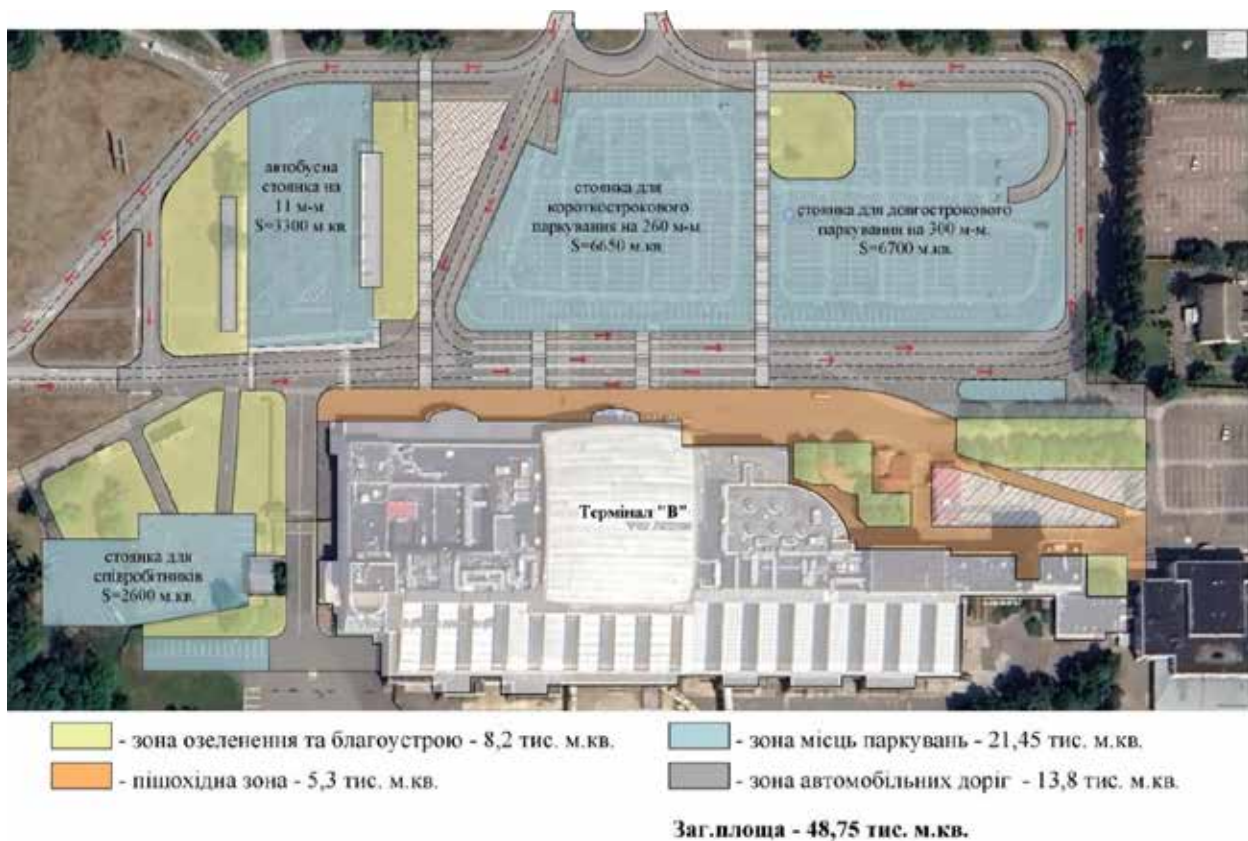 автобусна
стоянка на
11 м-м
S=3300 м.кв.
стоянка для
короткострокового
паркування на 260 м-м
S=6650 м.кв.
стоянка для довгострокового
паркування на 300 м-м.
S=6700 м.кв.
Термінал "В"
стоянка для
співробітників
S=2600 м.кв.
- зона озеленення та благоустрою - 8,2 тис. м.кв.
- пішохідна зона - 5,3 тис. м.кв.
- зона місць паркувань - 21,45 тис. м.кв.
- зона автомобільних доріг - 13,8 тис. м.кв.
Заг.площа - 48,75 тис. м.кв.